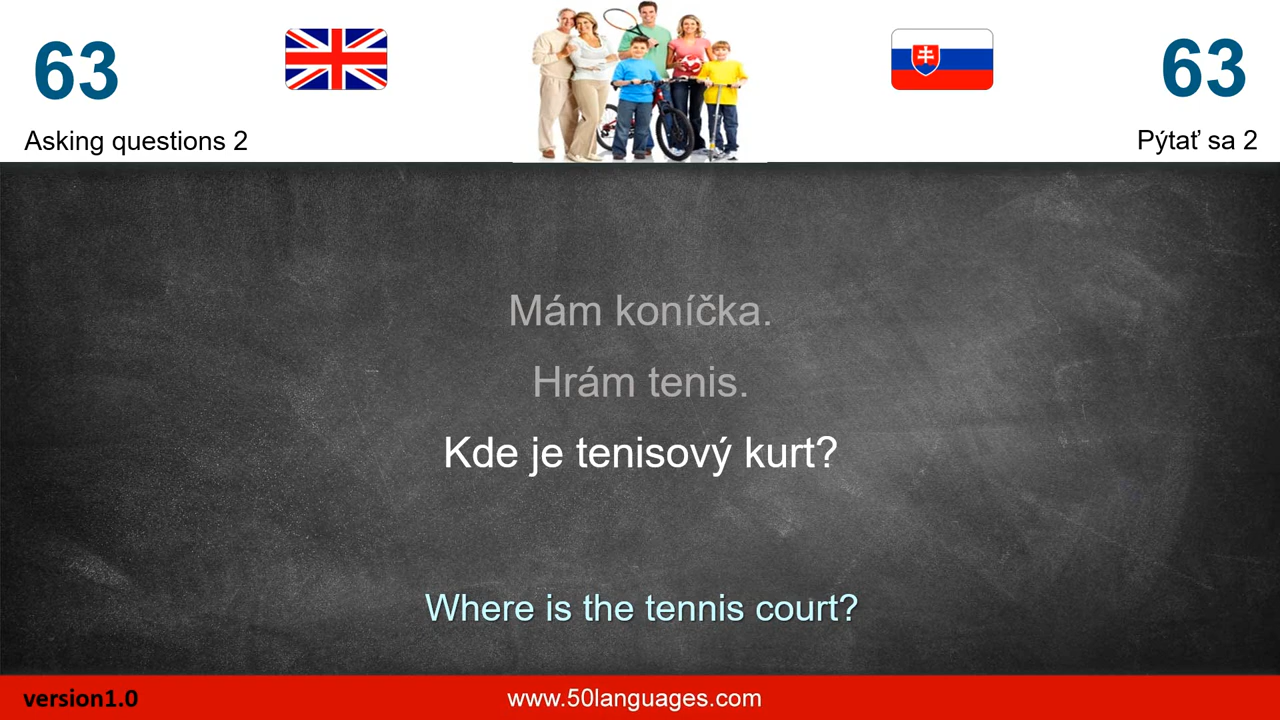 63
63
Asking questions 2
Pýtať sa 2
Mám koníčka.
Hrám tenis.
Kde je tenisový kurt?
Where is the tennis court?
version1.0
www.50languages.com